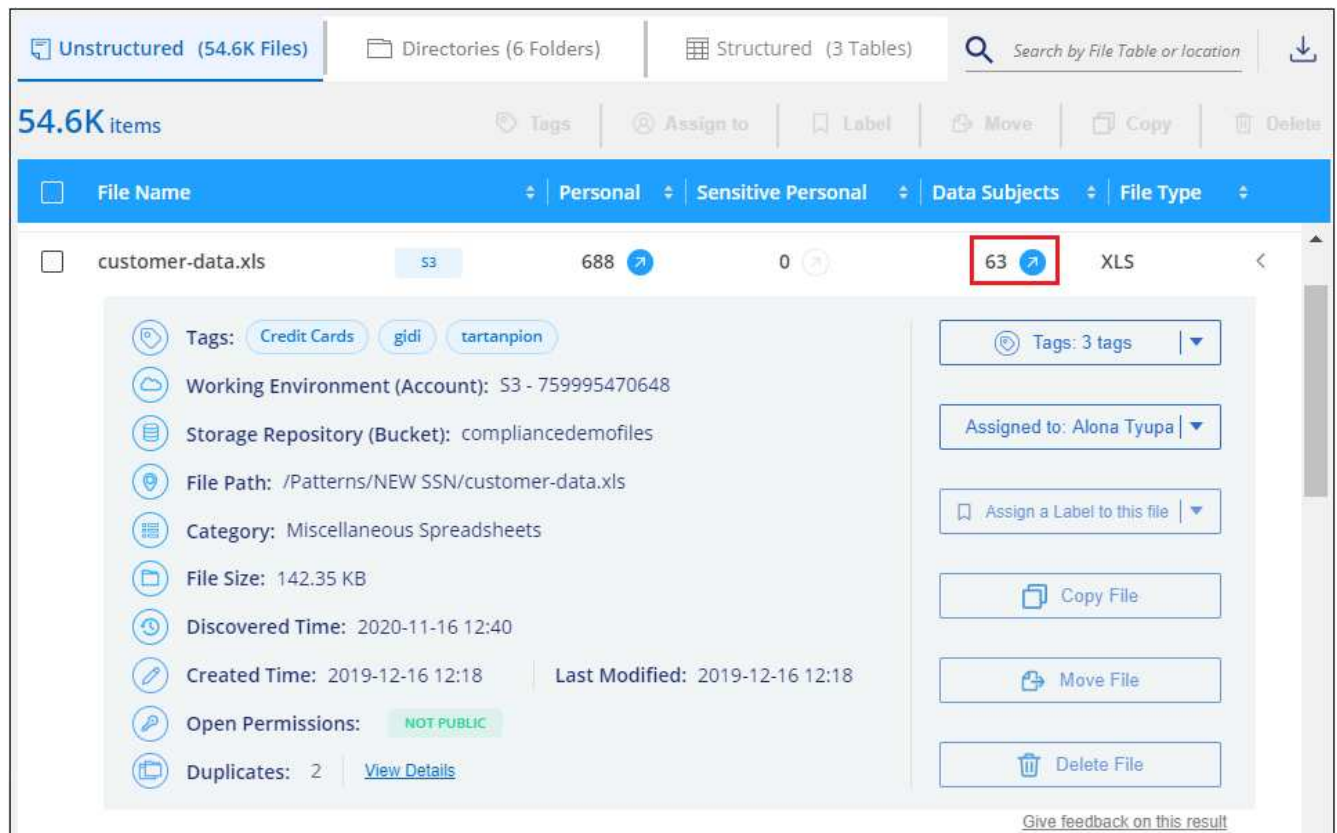 Unstructured (54.6K Files) Directories (6 Folders) Structured (3 Tables) Search by File Table or location
54.6K items Tags Assign to Label Move Copy Delete
File Name Personal Sensitive Personal Data Subjects File Type
customer-data.xls S3 688 0 63 XLS
Tags: Credit Cards gidi tartanpion Tags: 3 tags
Working Environment (Account): S3 - 759995470648
Storage Repository (Bucket): compliancedemofiles Assigned to: Alona Tyupa
File Path: /Patterns/NEW SSN/customer-data.xls
Category: Miscellaneous Spreadsheets Assign a Label to this file
File Size: 142.35 KB Copy File
Discovered Time: 2020-11-16 12:40
Created Time: 2019-12-16 12:18 Last Modified: 2019-12-16 12:18 Move File
Open Permissions: NOT PUBLIC
Duplicates: 2 View Details Delete File
Give feedback on this result